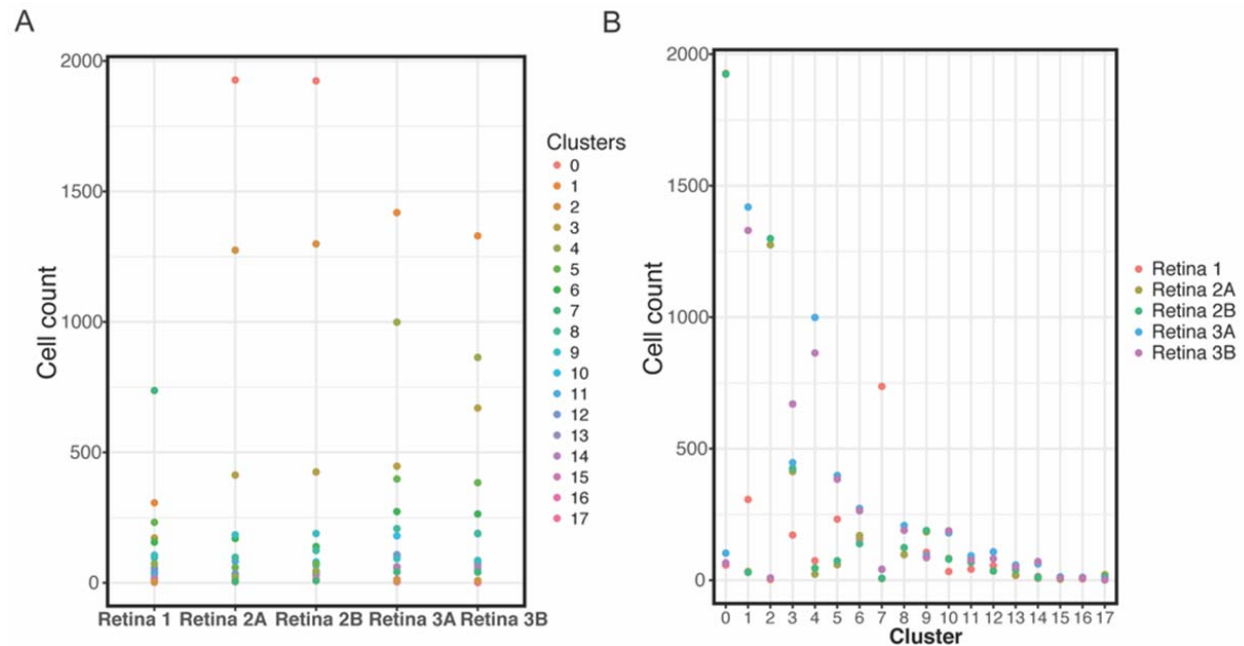 A
Cell count
2000
1500
1000
500
0
Retina 1 Retina 2A Retina 2B Retina 3A Retina 3B
Clusters
0
1
2
3
4
5
6
7
8
9
10
11
12
13
14
15
16
17
B
Cell count
2000
1500
1000
500
0
0 1 2 3 4 5 6 7 8 9 10 11 12 13 14 15 16 17
Cluster
Retina 1
Retina 2A
Retina 2B
Retina 3A
Retina 3B